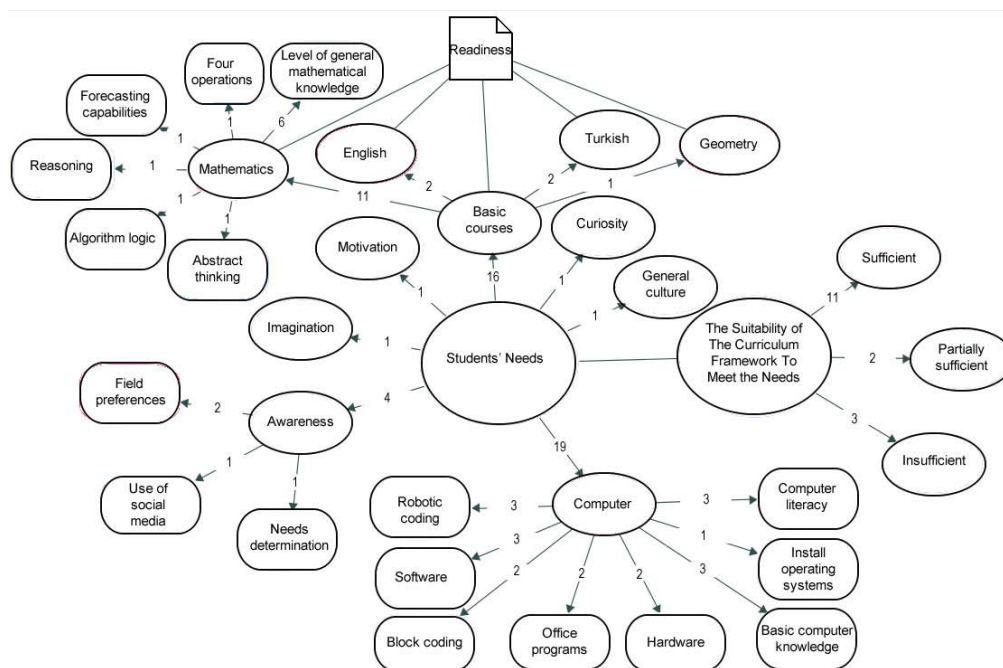 Readiness
Four
operations
Level of general
mathematical
knowledge
Forecasting
capabilities
1
6
1
Reasoning
1
Mathematics
English
Turkish
Geometry
1
Algorithm logic
1
Abstract
thinking
11
2
2
1
Basic
courses
Motivation
Curiosity
16
1
1
General
culture
1
Sufficient
11
Imagination
1
Students' Needs
The Suitability of
The Curriculum
Framework To
Meet the Needs
2
Partially
sufficient
Field
preferences
2
4
Awareness
3
Insufficient
1
1
19
Use of
social
media
Needs
determination
Robotic
coding
3
Computer
3
Computer
literacy
Software
3
1
Install
operating
systems
2
2
2
3
Block coding
Office
programs
Hardware
Basic computer
knowledge